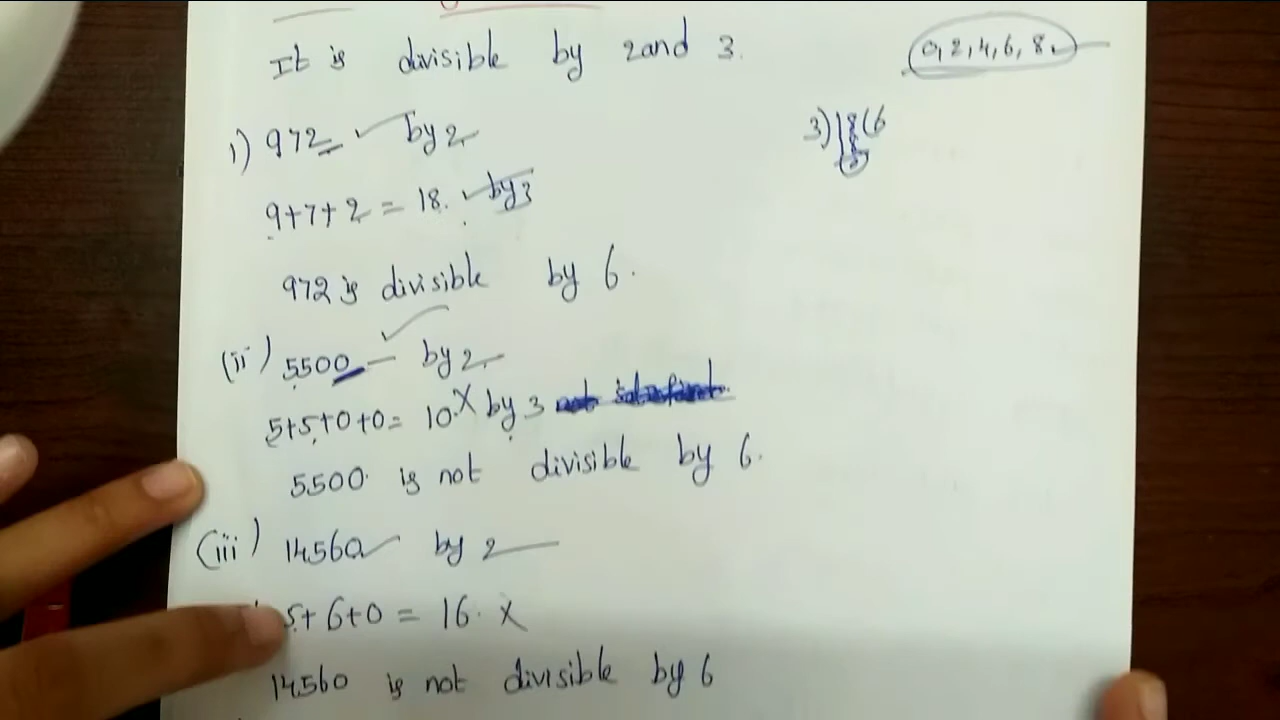 It is divisible by 2 and 3.
0, 2, 4, 6, 8.
i) 972 ✓ by 2
3)18(6
18
0
9+7+2 = 18. ✓ by 3
972 is divisible by 6.
(ii) 5500 ✓ by 2
5+5+0+0 = 10 X by 3
5500 is not divisible by 6.
(iii) 14560 ✓ by 2
5+6+0 = 16. X
14560 is not divisible by 6